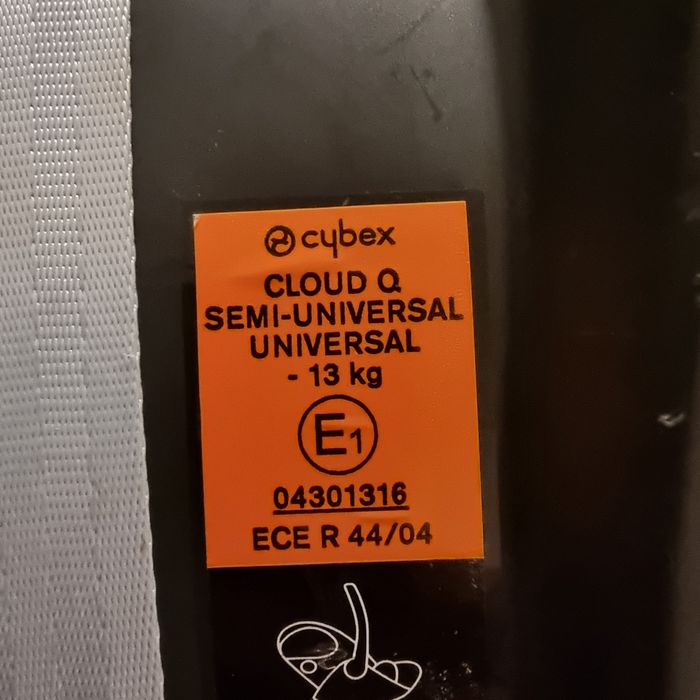 cybex
CLOUD Q
SEMI-UNIVERSAL
UNIVERSAL
- 13 kg
E1
04301316
ECE R 44/04